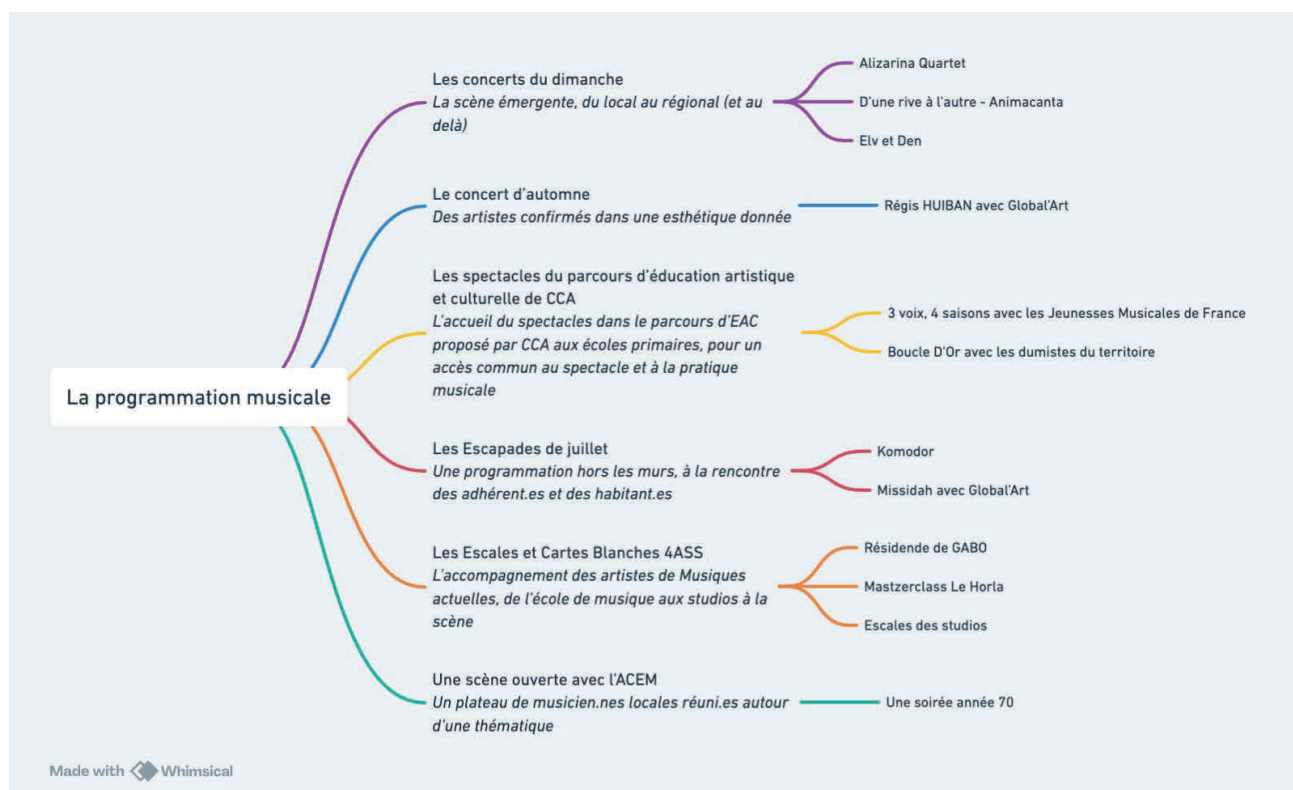 La programmation musicale
Les concerts du dimanche
La scène émergente, du local au régional (et au
delà)
Alizarina Quartet
D'une rive à l'autre - Animacanta
Elv et Den
Le concert d'automne
Des artistes confirmés dans une esthétique donnée
Régis HUIBAN avec Global'Art
Les spectacles du parcours d'éducation artistique
et culturelle de CCA
L'accueil du spectacles dans le parcours d'EAC
proposé par CCA aux écoles primaires, pour un
accès commun au spectacle et à la pratique
musicale
3 voix, 4 saisons avec les Jeunesses Musicales de France
Boucle D'Or avec les dumistes du territoire
Les Escapades de juillet
Une programmation hors les murs, à la rencontre
des adhérent.es et des habitant.es
Komodor
Missidah avec Global'Art
Les Escales et Cartes Blanches 4ASS
L'accompagnement des artistes de Musiques
actuelles, de l'école de musique aux studios à la
scène
Résidende de GABO
Mastzerclass Le Horla
Escales des studios
Une scène ouverte avec l'ACEM
Un plateau de musicien.nes locales réuni.es autour
d'une thématique
Une soirée année 70
Made with Whimsical